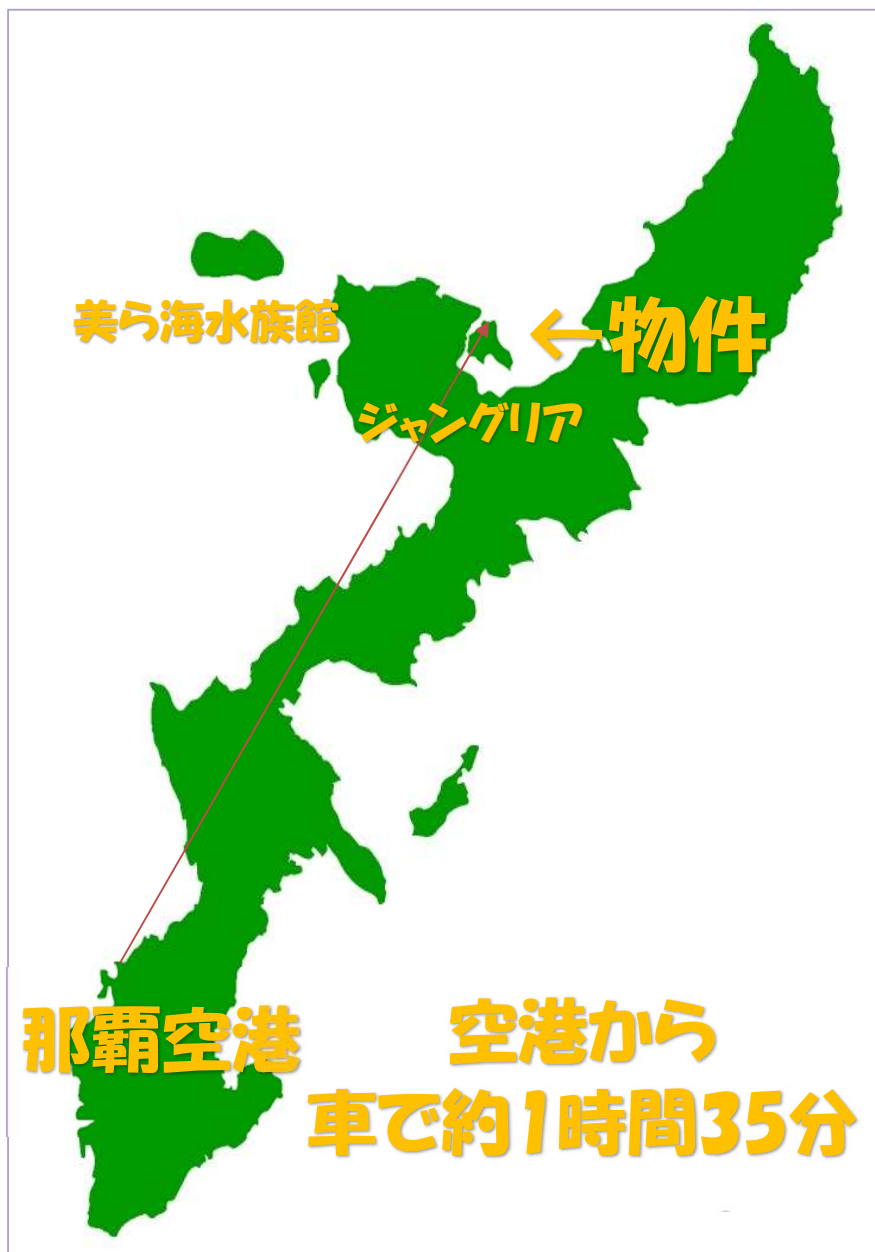 美ら海水族館
←物件
ジャングリア
那覇空港
空港から
車で約1時間35分